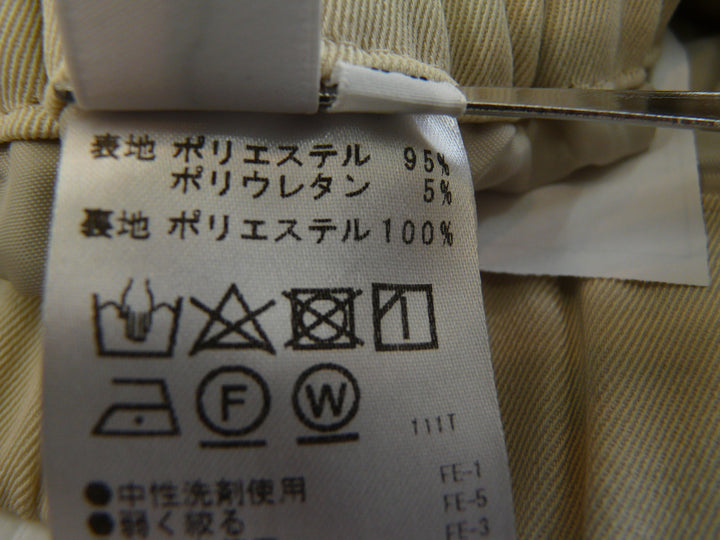 表地 ポリエステル 95%
ポリウレタン 5%
裏地 ポリエステル 100%
F W
111T
●中性洗剤使用 FE-1
●弱く絞る FE-5
FE-3